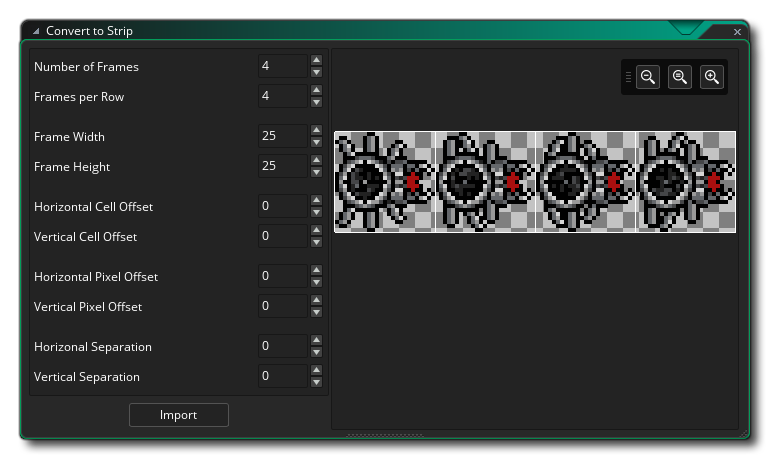 Convert to Strip
Number of Frames 4
Frames per Row 4
Frame Width 25
Frame Height 25
Horizontal Cell Offset 0
Vertical Cell Offset 0
Horizontal Pixel Offset 0
Vertical Pixel Offset 0
Horizonal Separation 0
Vertical Separation 0
Import